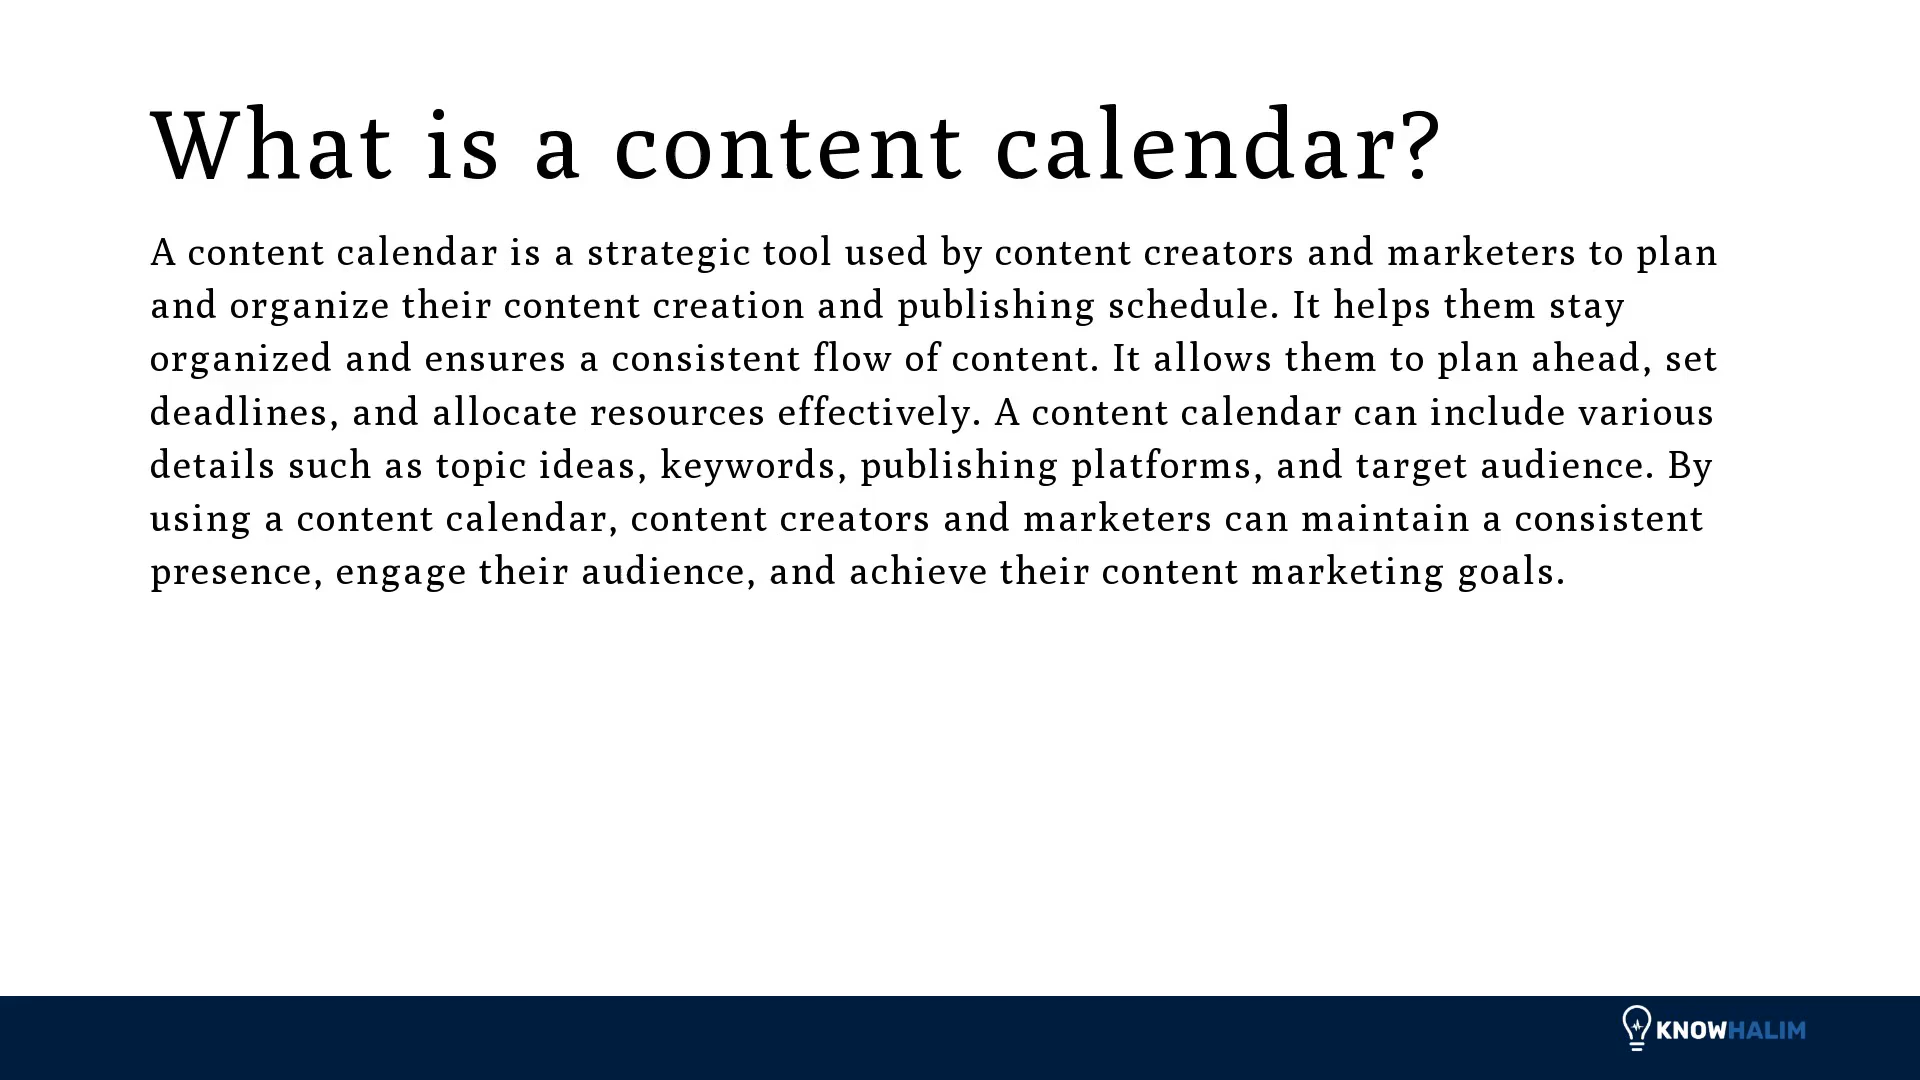 What is a content calendar?
A content calendar is a strategic tool used by content creators and marketers to plan
and organize their content creation and publishing schedule. It helps them stay
organized and ensures a consistent flow of content. It allows them to plan ahead, set
deadlines, and allocate resources effectively. A content calendar can include various
details such as topic ideas, keywords, publishing platforms, and target audience. By
using a content calendar, content creators and marketers can maintain a consistent
presence, engage their audience, and achieve their content marketing goals.
KNOWHALIM